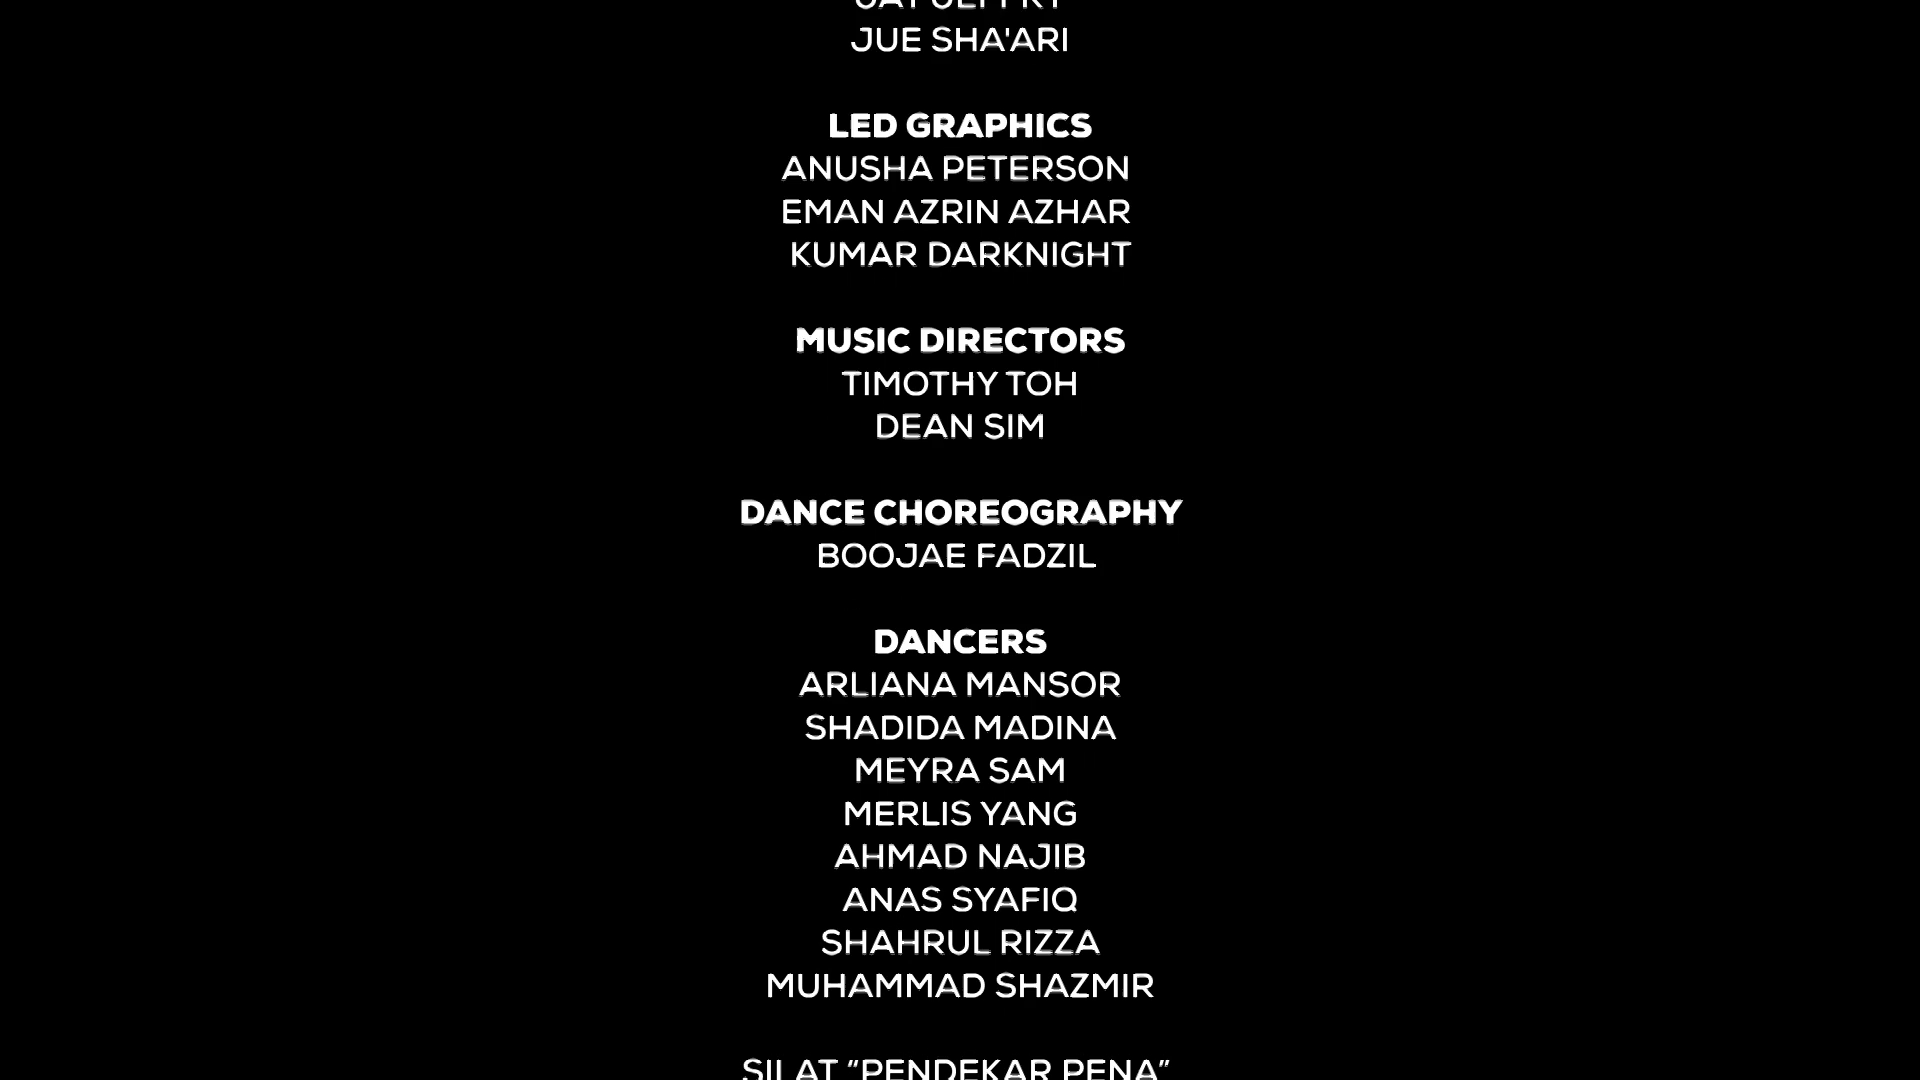 JUE SHA'ARI
LED GRAPHICS
ANUSHA PETERSON
EMAN AZRIN AZHAR
KUMAR DARKNIGHT
MUSIC DIRECTORS
TIMOTHY TOH
DEAN SIM
DANCE CHOREOGRAPHY
BOOJAE FADZIL
DANCERS
ARLIANA MANSOR
SHADIDA MADINA
MEYRA SAM
MERLIS YANG
AHMAD NAJIB
ANAS SYAFIQ
SHAHRUL RIZZA
MUHAMMAD SHAZMIR
SILAT “PENDEKAR PENA”